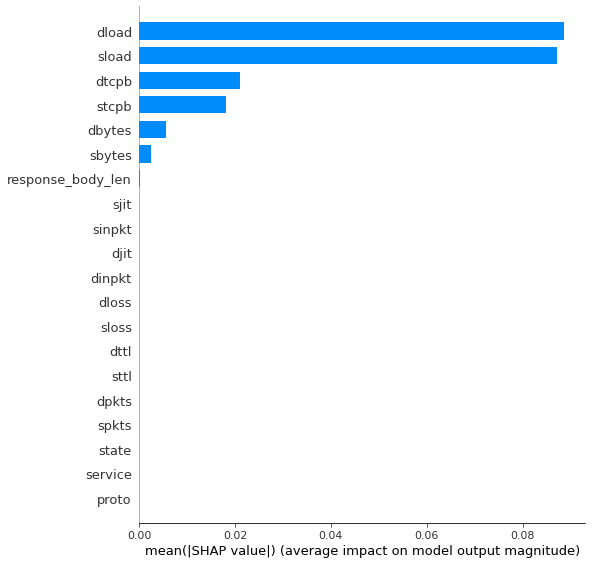 dload
sload
dtcpb
stcpb
dbytes
sbytes
response_body_len
sjit
sinpkt
djit
dinpkt
dloss
sloss
dttl
sttl
dpkts
spkts
state
service
proto
0.00 0.02 0.04 0.06 0.08
mean(|SHAP value|) (average impact on model output magnitude)